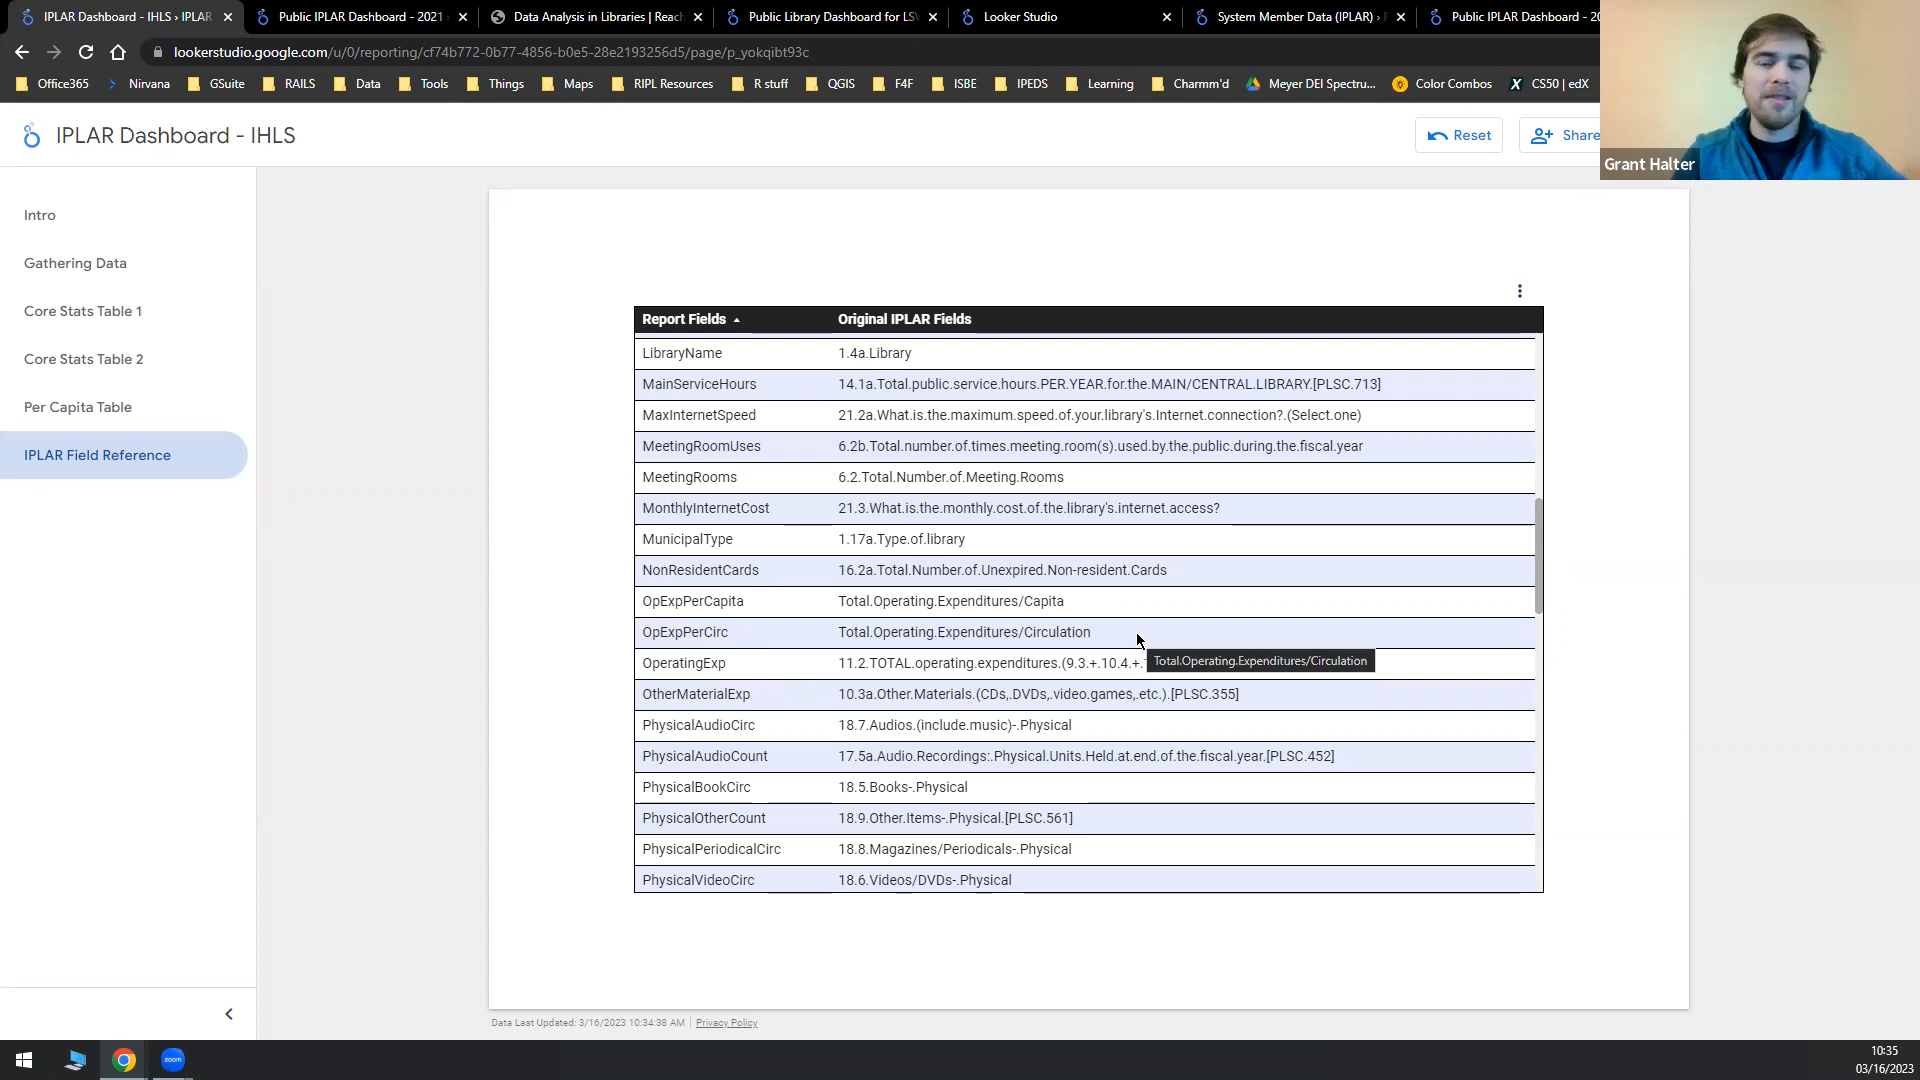 IPLAR Dashboard - IHLS › IPLAR
Public IPLAR Dashboard - 2021
Data Analysis in Libraries | Reach
Public Library Dashboard for LSV
Looker Studio
System Member Data (IPLAR) ›
Public IPLAR Dashboard - 20
lookerstudio.google.com/u/0/reporting/cf74b772-0b77-4856-b0e5-28e2193256d5/page/p_yokqibt93c
Office365 Nirvana GSuite RAILS Data Tools Things Maps RIPL Resources R stuff QGIS F4F ISBE IPEDS Learning Charmm'd Meyer DEI Spectru... Color Combos CS50 | edX
IPLAR Dashboard - IHLS
Reset
Share
Grant Halter
Intro
Gathering Data
Core Stats Table 1
Core Stats Table 2
Per Capita Table
IPLAR Field Reference
Report Fields Original IPLAR Fields
LibraryName 1.4a.Library
MainServiceHours 14.1a.Total.public.service.hours.PER.YEAR.for.the.MAIN/CENTRAL.LIBRARY.[PLSC.713]
MaxInternetSpeed 21.2a.What.is.the.maximum.speed.of.your.library's.Internet.connection?.(Select.one)
MeetingRoomUses 6.2b.Total.number.of.times.meeting.room(s).used.by.the.public.during.the.fiscal.year
MeetingRooms 6.2.Total.Number.of.Meeting.Rooms
MonthlyInternetCost 21.3.What.is.the.monthly.cost.of.the.library's.internet.access?
MunicipalType 1.17a.Type.of.library
NonResidentCards 16.2a.Total.Number.of.Unexpired.Non-resident.Cards
OpExpPerCapita Total.Operating.Expenditures/Capita
OpExpPerCirc Total.Operating.Expenditures/Circulation
OperatingExp 11.2.TOTAL.operating.expenditures.(9.3.+.10.4.+.
Total.Operating.Expenditures/Circulation
OtherMaterialExp 10.3a.Other.Materials.(CDs,.DVDs,.video.games,.etc.).[PLSC.355]
PhysicalAudioCirc 18.7.Audios.(include.music)-.Physical
PhysicalAudioCount 17.5a.Audio.Recordings:.Physical.Units.Held.at.end.of.the.fiscal.year.[PLSC.452]
PhysicalBookCirc 18.5.Books-.Physical
PhysicalOtherCount 18.9.Other.Items-.Physical.[PLSC.561]
PhysicalPeriodicalCirc 18.8.Magazines/Periodicals-.Physical
PhysicalVideoCirc 18.6.Videos/DVDs-.Physical
Data Last Updated: 3/16/2023 10:34:38 AM Privacy Policy
zoom
10:35
03/16/2023